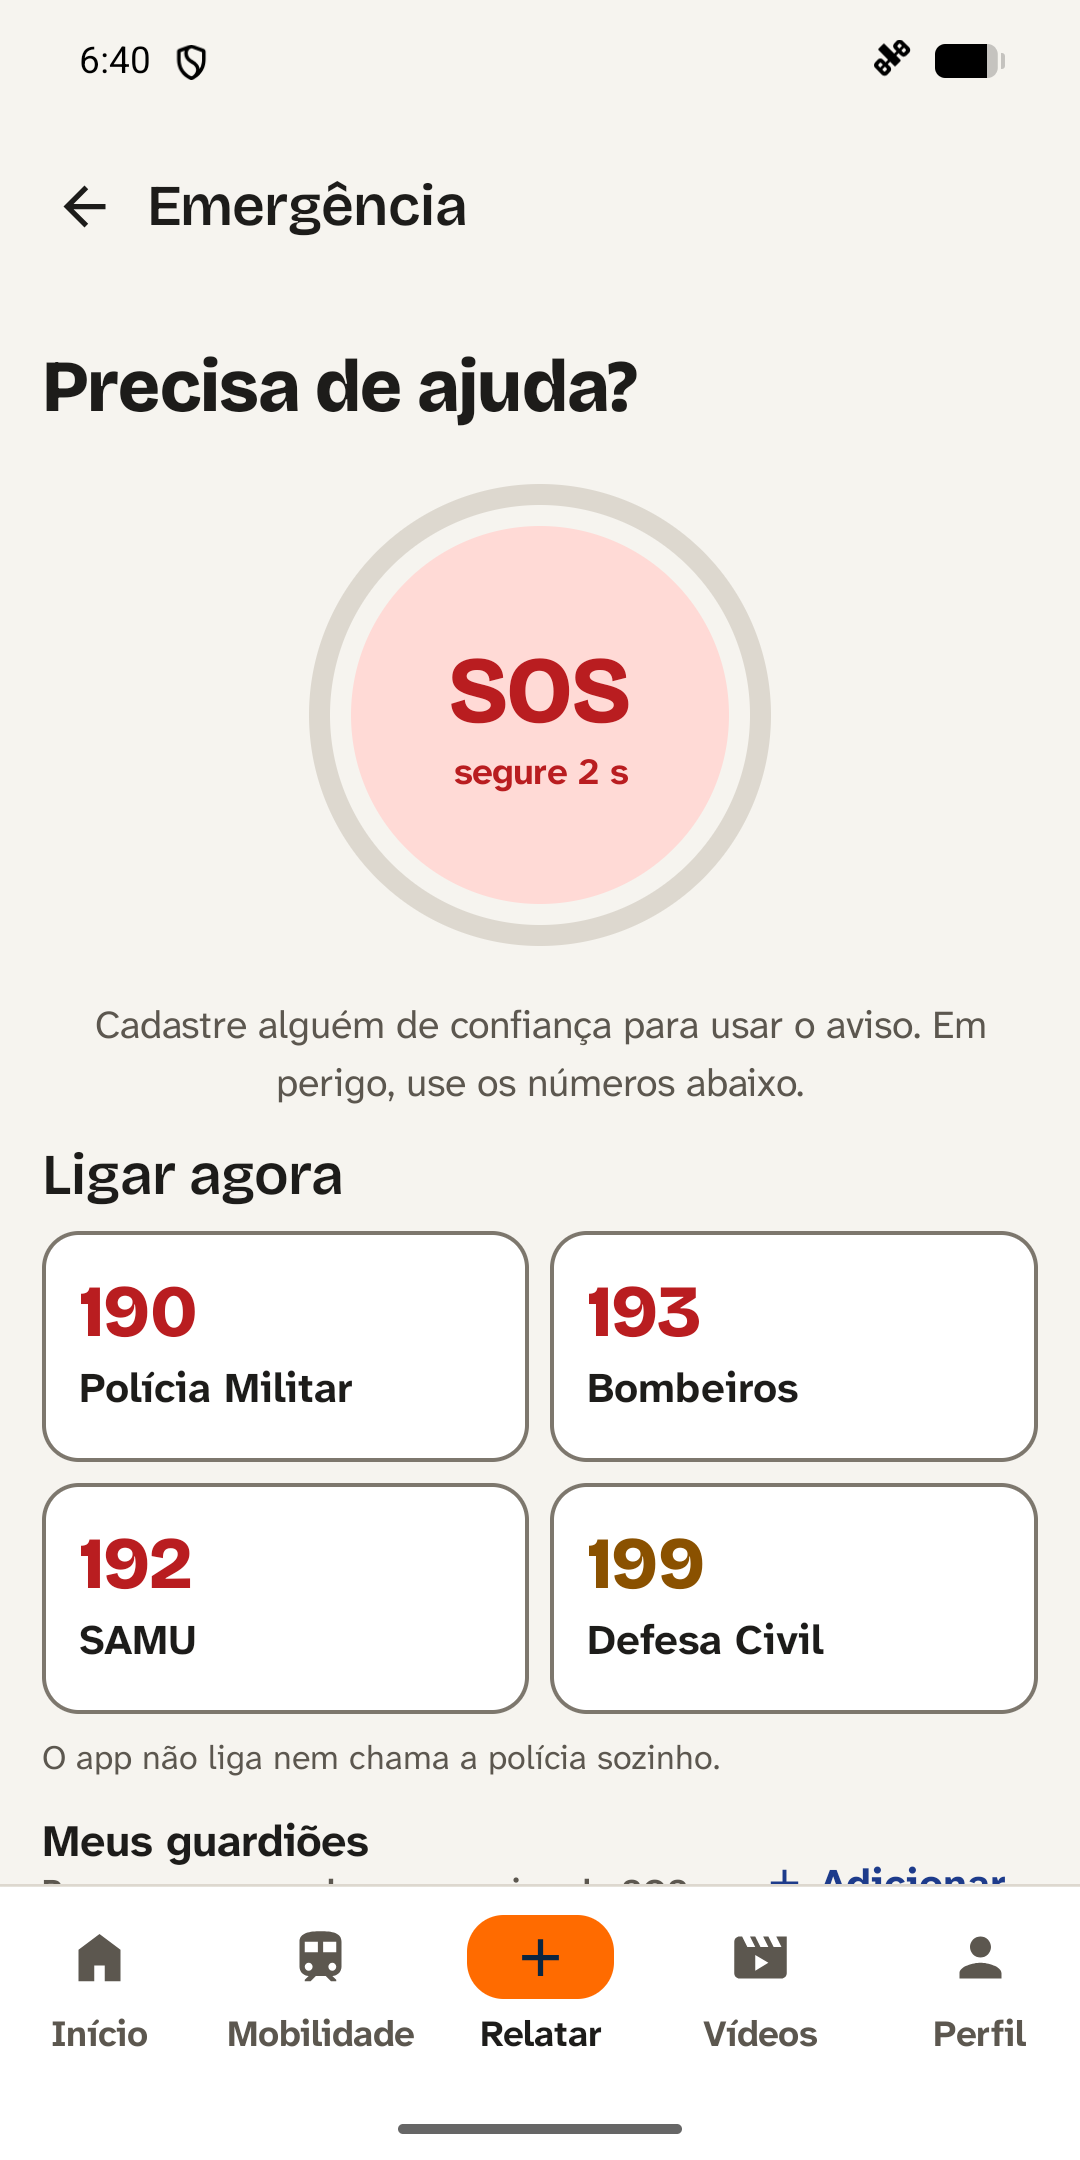 6:40
Emergência
Precisa de ajuda?
SOS
segure 2 s
Cadastre alguém de confiança para usar o aviso. Em
perigo, use os números abaixo.
Ligar agora
190
Polícia Militar
193
Bombeiros
192
SAMU
199
Defesa Civil
O app não liga nem chama a polícia sozinho.
Meus guardiões
+ Adicionar
Início
Mobilidade
Relatar
Vídeos
Perfil